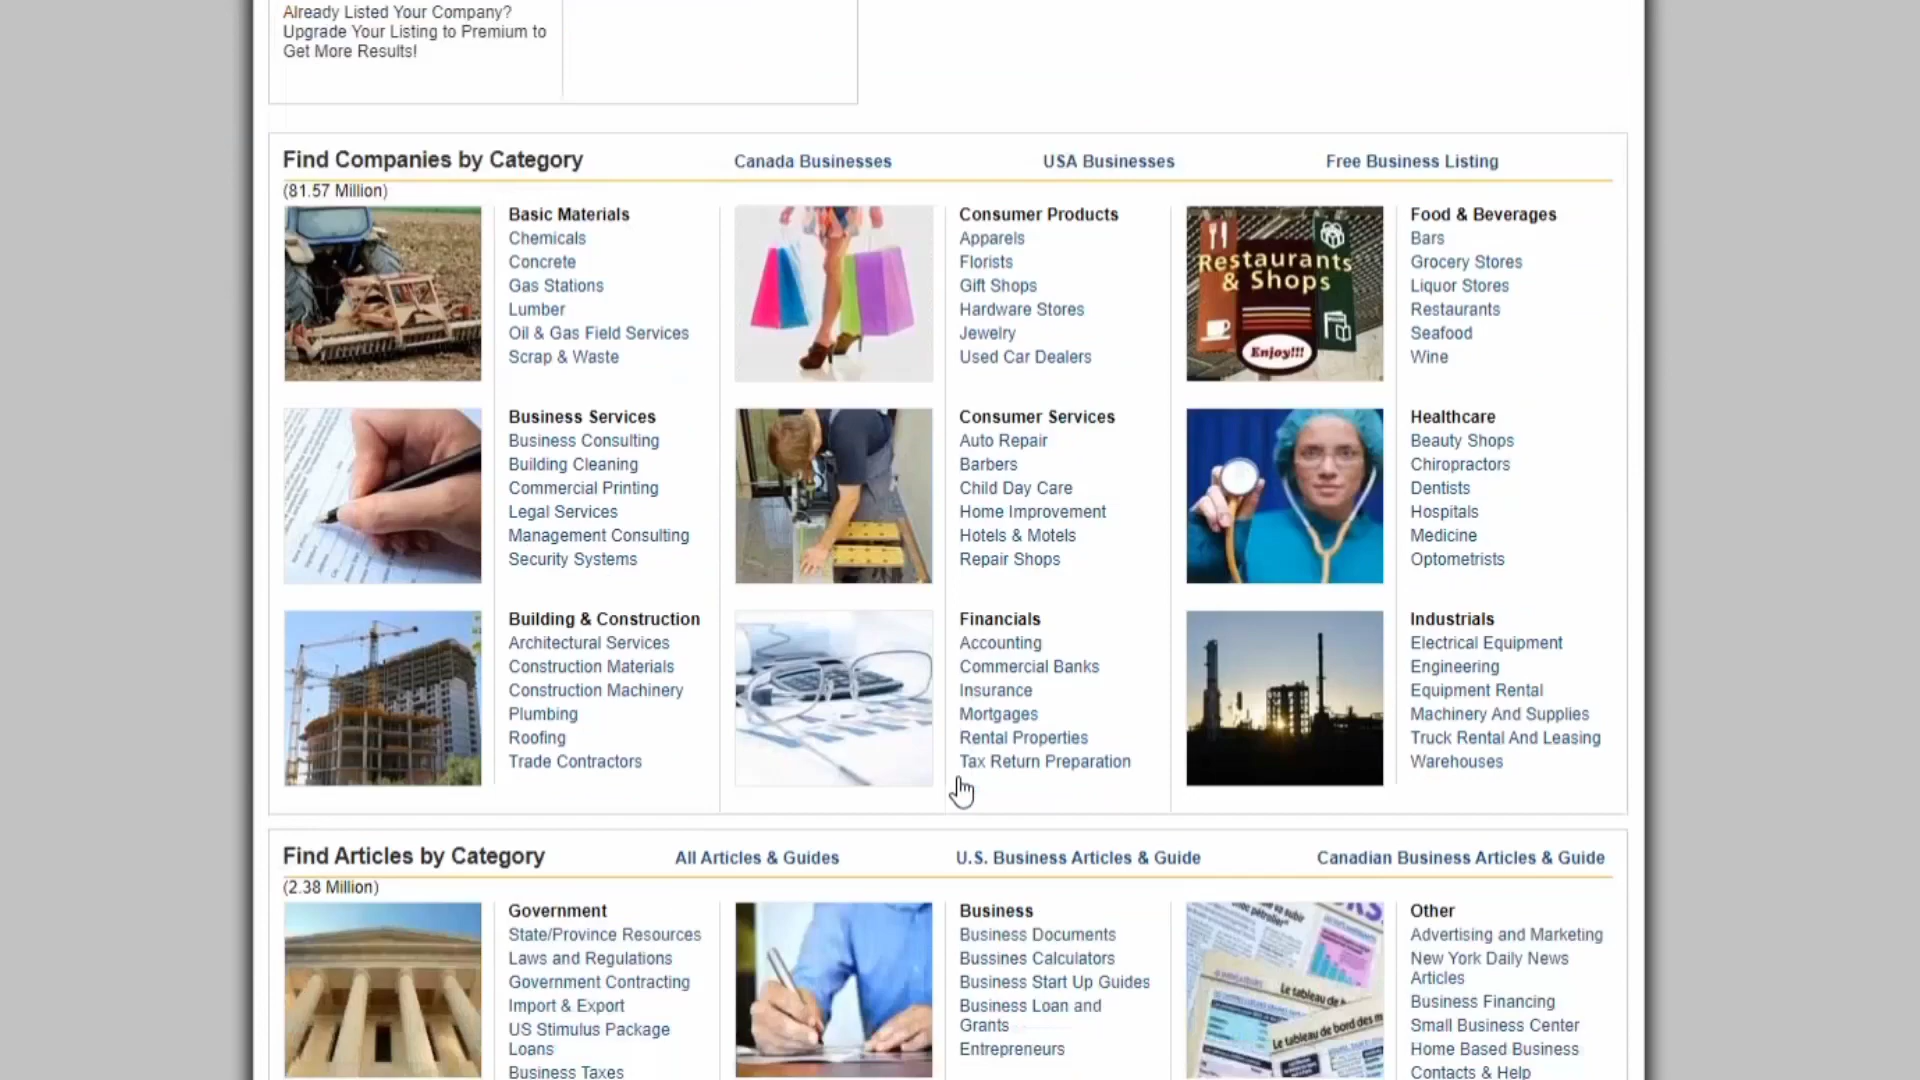 Already Listed Your Company?
Upgrade Your Listing to Premium to
Get More Results!
Find Companies by Category
Canada Businesses
USA Businesses
Free Business Listing
(81.57 Million)
Basic Materials
Chemicals
Concrete
Gas Stations
Lumber
Oil & Gas Field Services
Scrap & Waste
Consumer Products
Apparels
Florists
Gift Shops
Hardware Stores
Jewelry
Used Car Dealers
Restaurants
& Shops
Enjoy!!!
Food & Beverages
Bars
Grocery Stores
Liquor Stores
Restaurants
Seafood
Wine
Business Services
Business Consulting
Building Cleaning
Commercial Printing
Legal Services
Management Consulting
Security Systems
Consumer Services
Auto Repair
Barbers
Child Day Care
Home Improvement
Hotels & Motels
Repair Shops
Healthcare
Beauty Shops
Chiropractors
Dentists
Hospitals
Medicine
Optometrists
Building & Construction
Architectural Services
Construction Materials
Construction Machinery
Plumbing
Roofing
Trade Contractors
Financials
Accounting
Commercial Banks
Insurance
Mortgages
Rental Properties
Tax Return Preparation
Industrials
Electrical Equipment
Engineering
Equipment Rental
Machinery And Supplies
Truck Rental And Leasing
Warehouses
Find Articles by Category
All Articles & Guides
U.S. Business Articles & Guide
Canadian Business Articles & Guide
(2.38 Million)
Government
State/Province Resources
Laws and Regulations
Government Contracting
Import & Export
US Stimulus Package
Loans
Business Taxes
Business
Business Documents
Bussines Calculators
Business Start Up Guides
Business Loan and
Grants
Entrepreneurs
Le tableau de
Le tableau de bord des
Other
Advertising and Marketing
New York Daily News
Articles
Business Financing
Small Business Center
Home Based Business
Contacts & Help